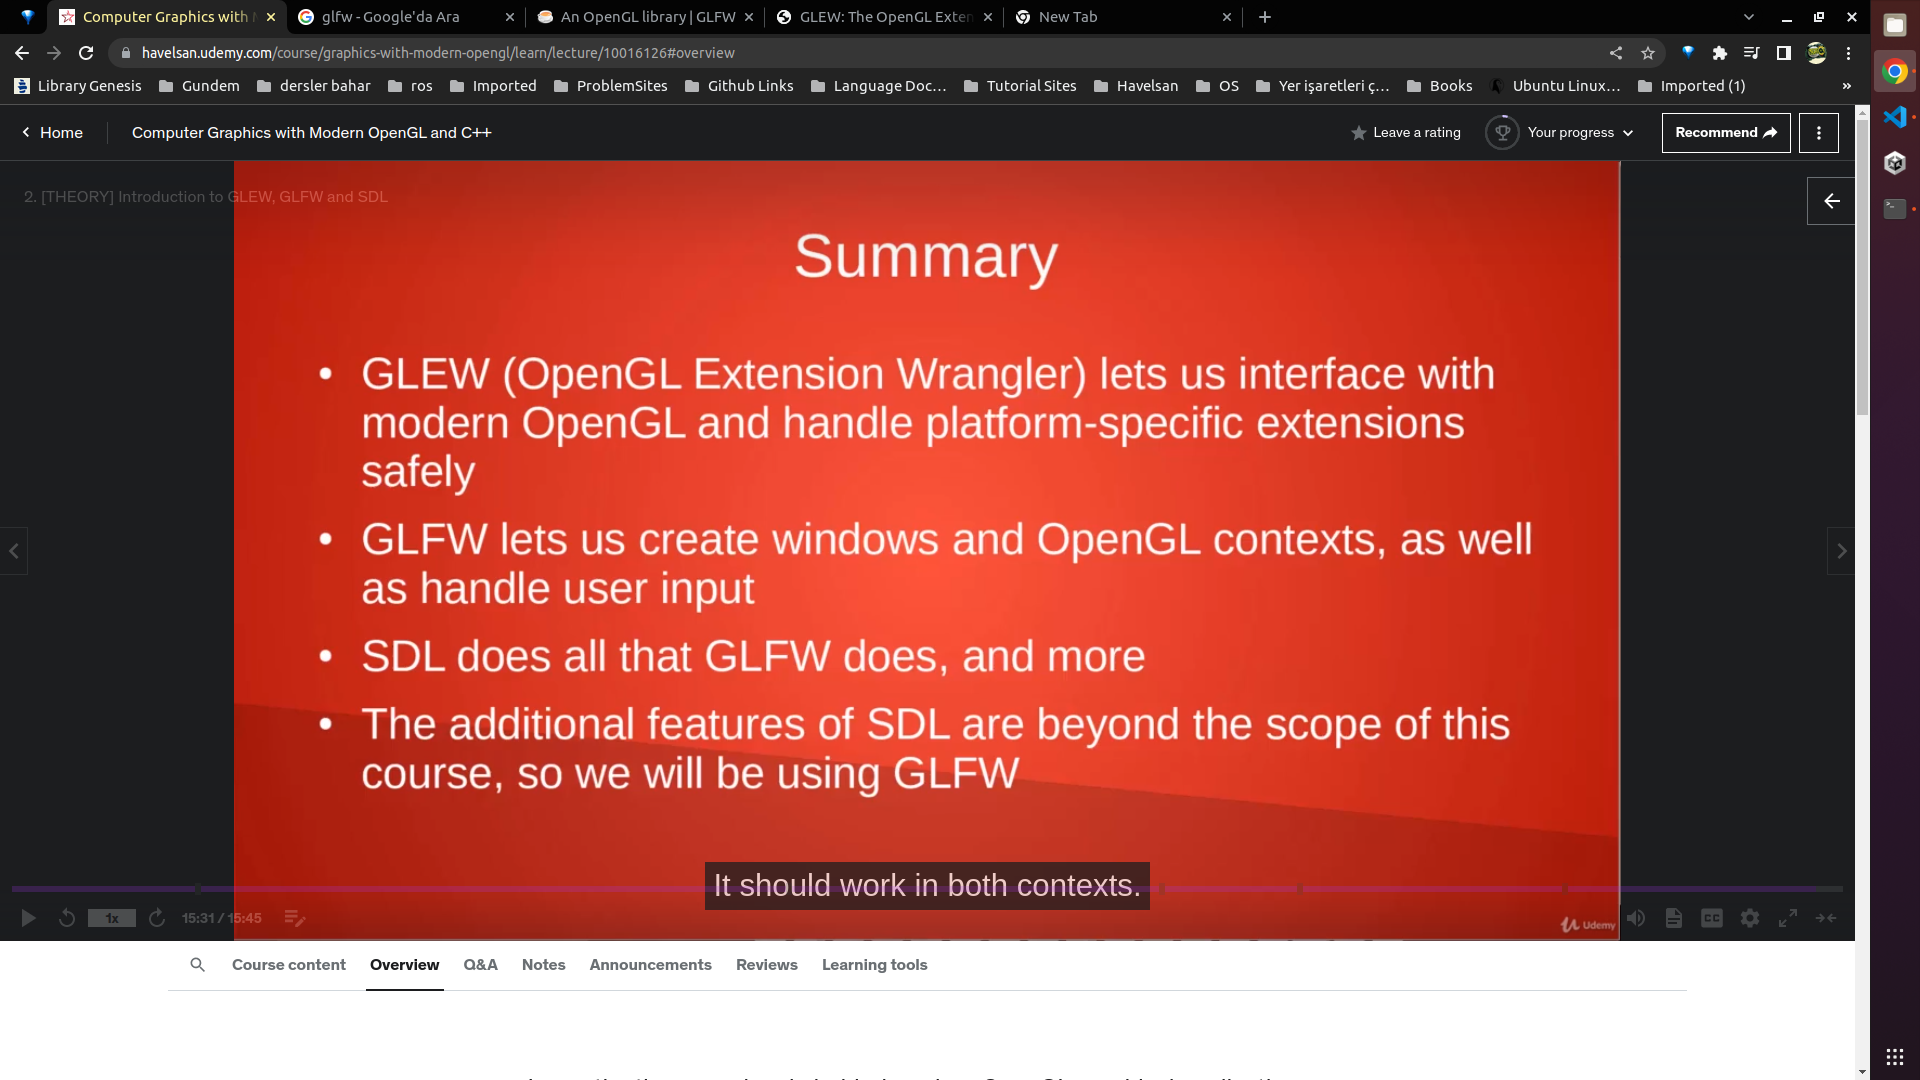 Computer Graphics with M
glfw - Google'da Ara
An OpenGL library | GLFW
GLEW: The OpenGL Exten
New Tab
havelsan.udemy.com/course/graphics-with-modern-opengl/learn/lecture/10016126#overview
Library Genesis
Gundem
dersler bahar
ros
Imported
ProblemSites
Github Links
Language Doc…
Tutorial Sites
Havelsan
OS
Yer işaretleri ç…
Books
Ubuntu Linux…
Imported (1)
»
Home
Computer Graphics with Modern OpenGL and C++
Leave a rating
Your progress
Recommend
2. [THEORY] Introduction to GLEW, GLFW and SDL
Summary
• GLEW (OpenGL Extension Wrangler) lets us interface with
modern OpenGL and handle platform-specific extensions
safely
• GLFW lets us create windows and OpenGL contexts, as well
as handle user input
• SDL does all that GLFW does, and more
• The additional features of SDL are beyond the scope of this
course, so we will be using GLFW
It should work in both contexts.
1x
15:31 / 15:45
Udemy
CC
Course content
Overview
Q&A
Notes
Announcements
Reviews
Learning tools